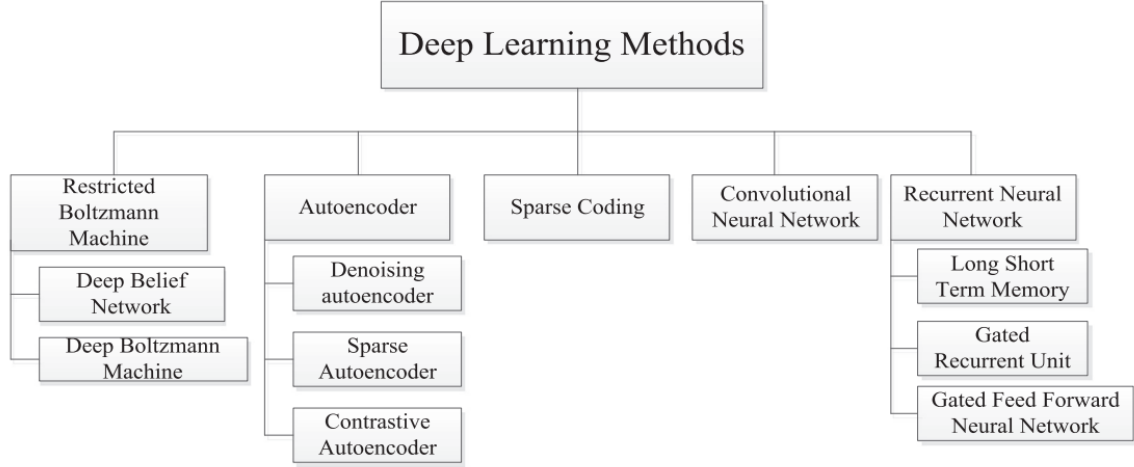 Deep Learning Methods
Restricted
Boltzmann
Machine
Deep Belief
Network
Deep Boltzmann
Machine
Autoencoder
Denoising
autoencoder
Sparse
Autoencoder
Contrastive
Autoencoder
Sparse Coding
Convolutional
Neural Network
Recurrent Neural
Network
Long Short
Term Memory
Gated
Recurrent Unit
Gated Feed Forward
Neural Network